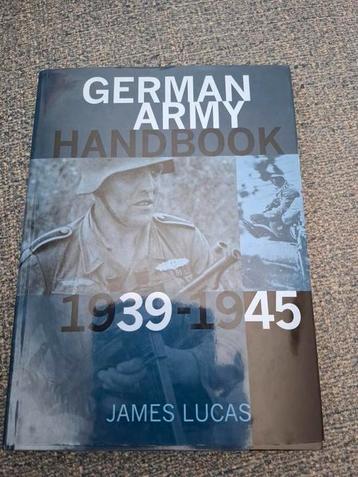 GERMAN
ARMY
HANDBOOK
1939-1945
JAMES LUCAS